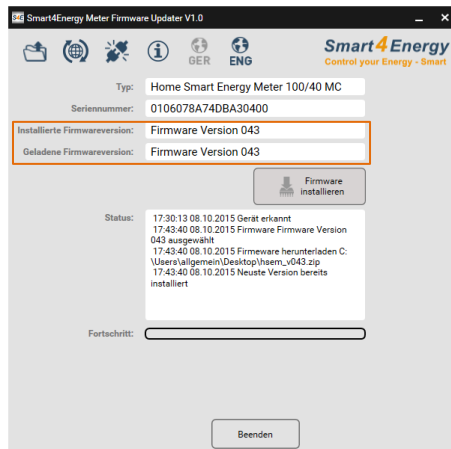 S4E Smart4Energy Meter Firmware Updater V1.0
GER
ENG
Smart4Energy
Control your Energy - Smart
Typ: Home Smart Energy Meter 100/40 MC
Seriennummer: 0106078A74DBA30400
Installierte Firmwareversion: Firmware Version 043
Geladene Firmwareversion: Firmware Version 043
Firmware
installieren
Status: 17:30:13 08.10.2015 Gerät erkannt
17:43:40 08.10.2015 Firmware Firmware Version
043 ausgewählt
17:43:40 08.10.2015 Firmeware herunterladen C:
\Users\allgemein\Desktop\hsem_v043.zip
17:43:40 08.10.2015 Neuste Version bereits
installiert
Fortschritt:
Beenden